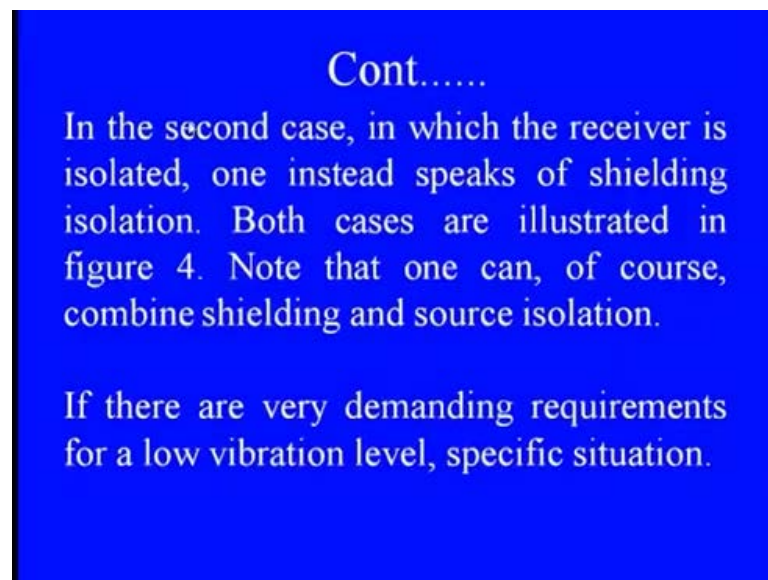 Cont......
In the second case, in which the receiver is
isolated, one instead speaks of shielding
isolation. Both cases are illustrated in
figure 4. Note that one can, of course,
combine shielding and source isolation.
If there are very demanding requirements
for a low vibration level, specific situation.